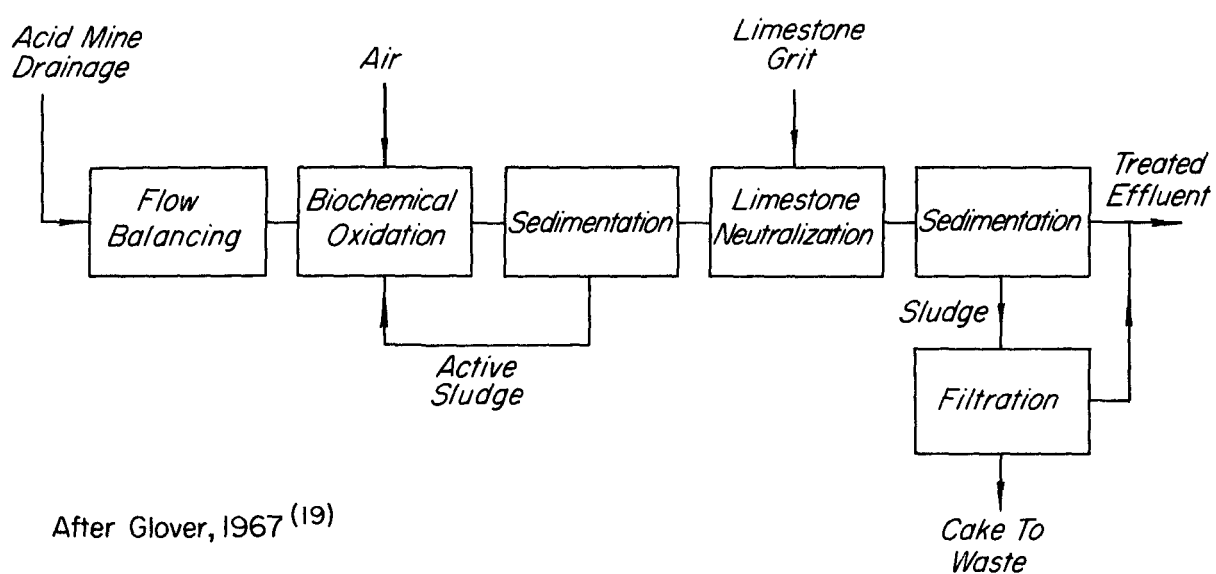 Acid Mine
Drainage
Air
Limestone
Grit
Flow
Balancing
Biochemical
Oxidation
Sedimentation
Limestone
Neutralization
Sedimentation
Treated
Effluent
Active
Sludge
Sludge
Filtration
Cake To
Waste
After Glover, 1967 (19)